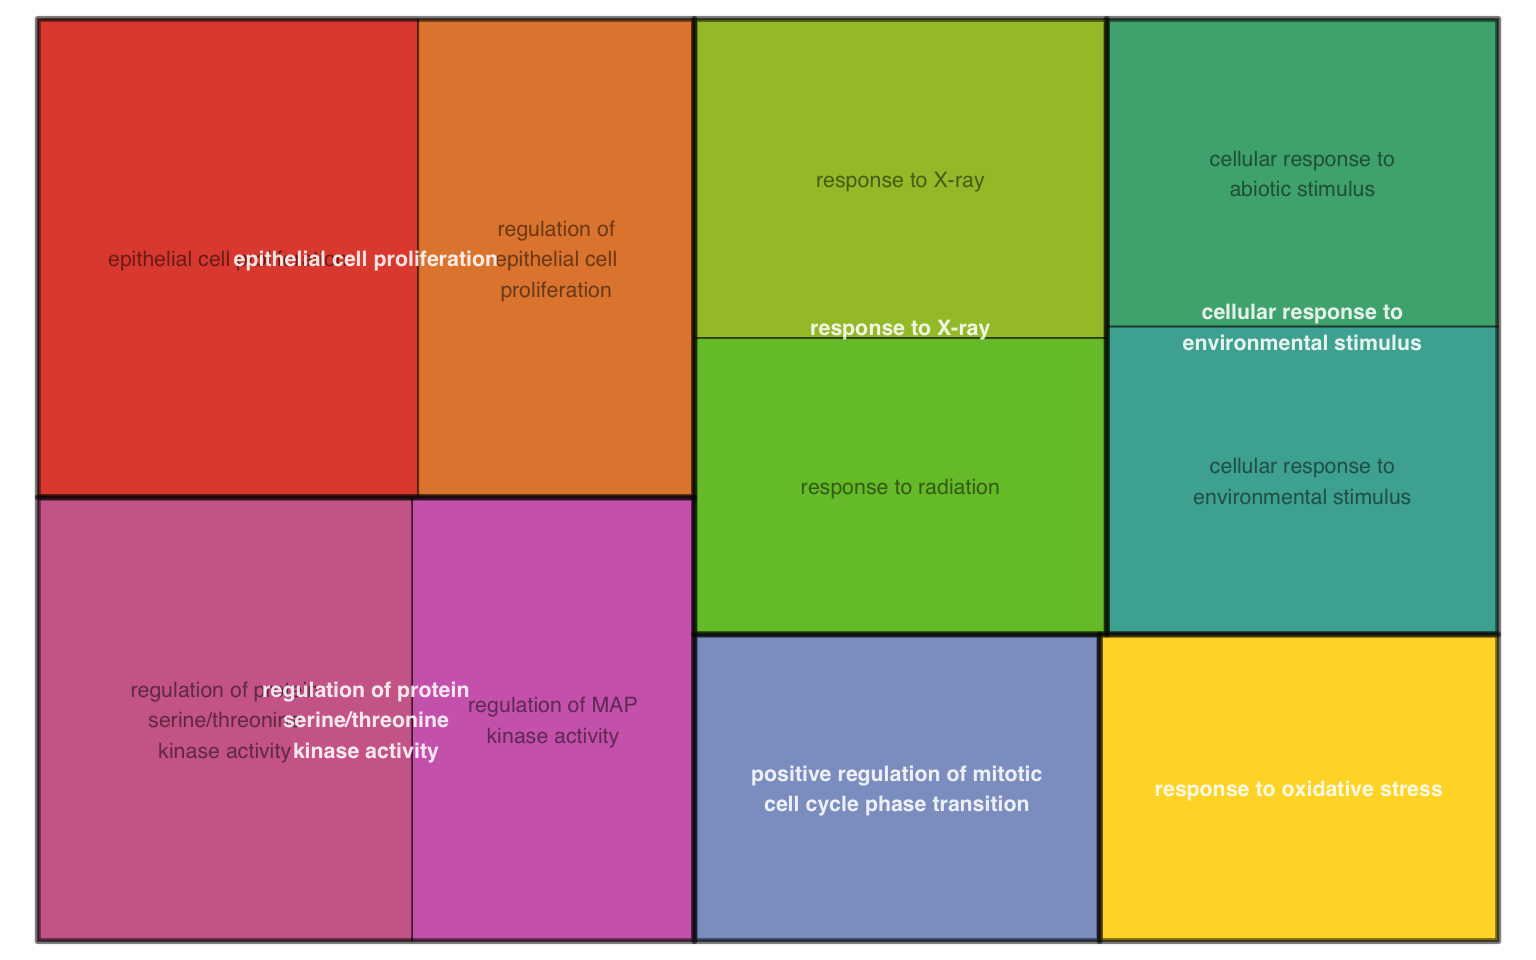 epithelial cell
epithelial cell proliferation
regulation of
epithelial cell
proliferation
response to X-ray
response to X-ray
response to radiation
cellular response to
abiotic stimulus
cellular response to
environmental stimulus
cellular response to
environmental stimulus
regulation of protein
serine/threonine
kinase activity
regulation of protein
serine/threonine
kinase activity
regulation of MAP
kinase activity
positive regulation of mitotic
cell cycle phase transition
response to oxidative stress